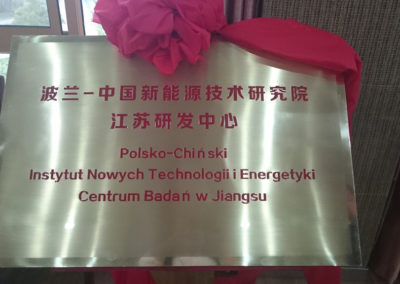 波兰-中国新能源技术研究院
江苏研发中心
Polsko-Chiński
Instytut Nowych Technologii i Energetyki
Centrum Badań w Jiangsu